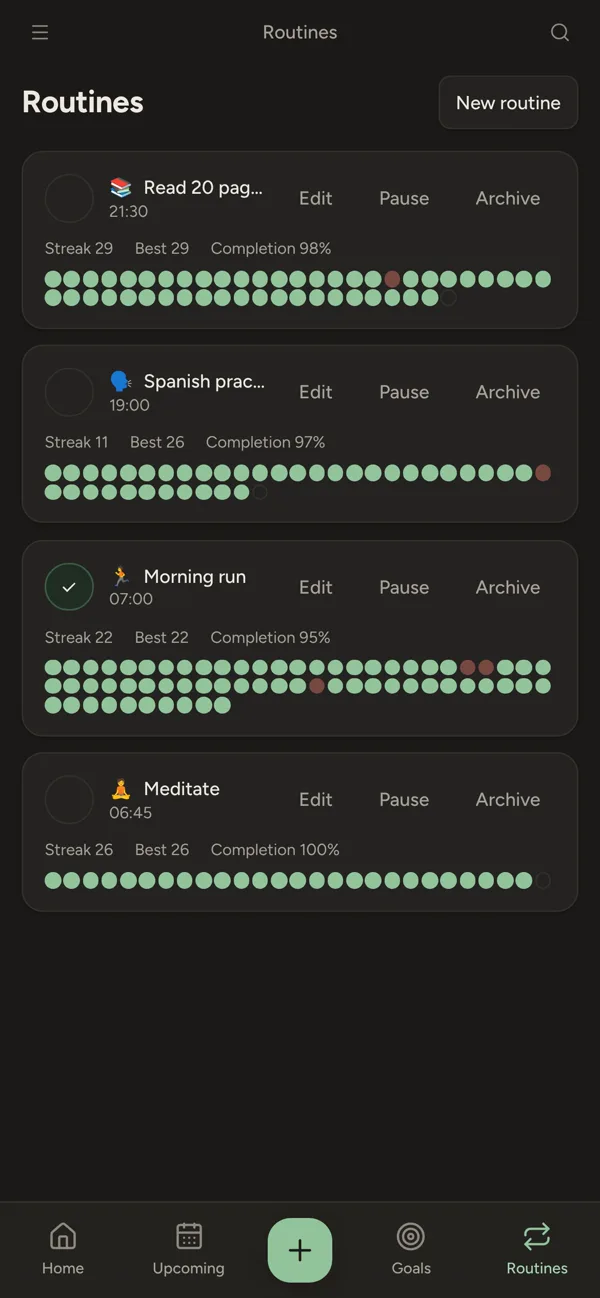 Routines
Routines
New routine
Read 20 pag...
21:30
Edit
Pause
Archive
Streak 29 Best 29 Completion 98%
Spanish prac...
19:00
Edit
Pause
Archive
Streak 11 Best 26 Completion 97%
Morning run
07:00
Edit
Pause
Archive
Streak 22 Best 22 Completion 95%
Meditate
06:45
Edit
Pause
Archive
Streak 26 Best 26 Completion 100%
Home
Upcoming
Goals
Routines